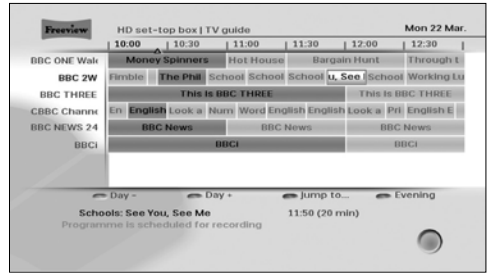 Freeview HD set-top box | TV guide Mon 22 Mar.
10:00 10:30 11:00 11:30 12:00 12:30
BBC ONE Wale Money Spinners Hot House Bargain Hunt Through t
BBC 2W Fimble The Phil School School School u, See School Working Lu
BBC THREE This Is BBC THREE This Is BBC THREE
CBBC Channe En English Look a Num Word English English Look a Pri English E
BBC NEWS 24 BBC News BBC News BBC News
BBCi BBCi BBCi
Day - Day + Jump to... Evening
Schools: See You, See Me 11:50 (20 min)
Programme is scheduled for recording